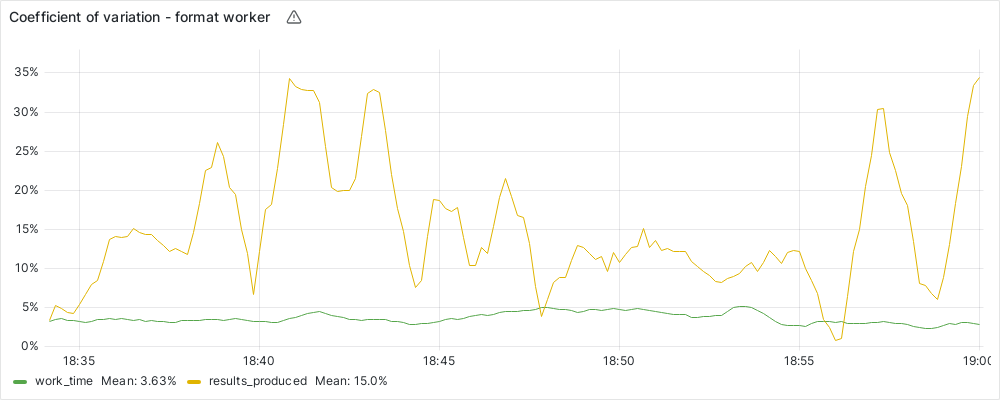 Coefficient of variation - format worker
35%
30%
25%
20%
15%
10%
5%
0%
18:35 18:40 18:45 18:50 18:55 19:00
work_time Mean: 3.63% results_produced Mean: 15.0%